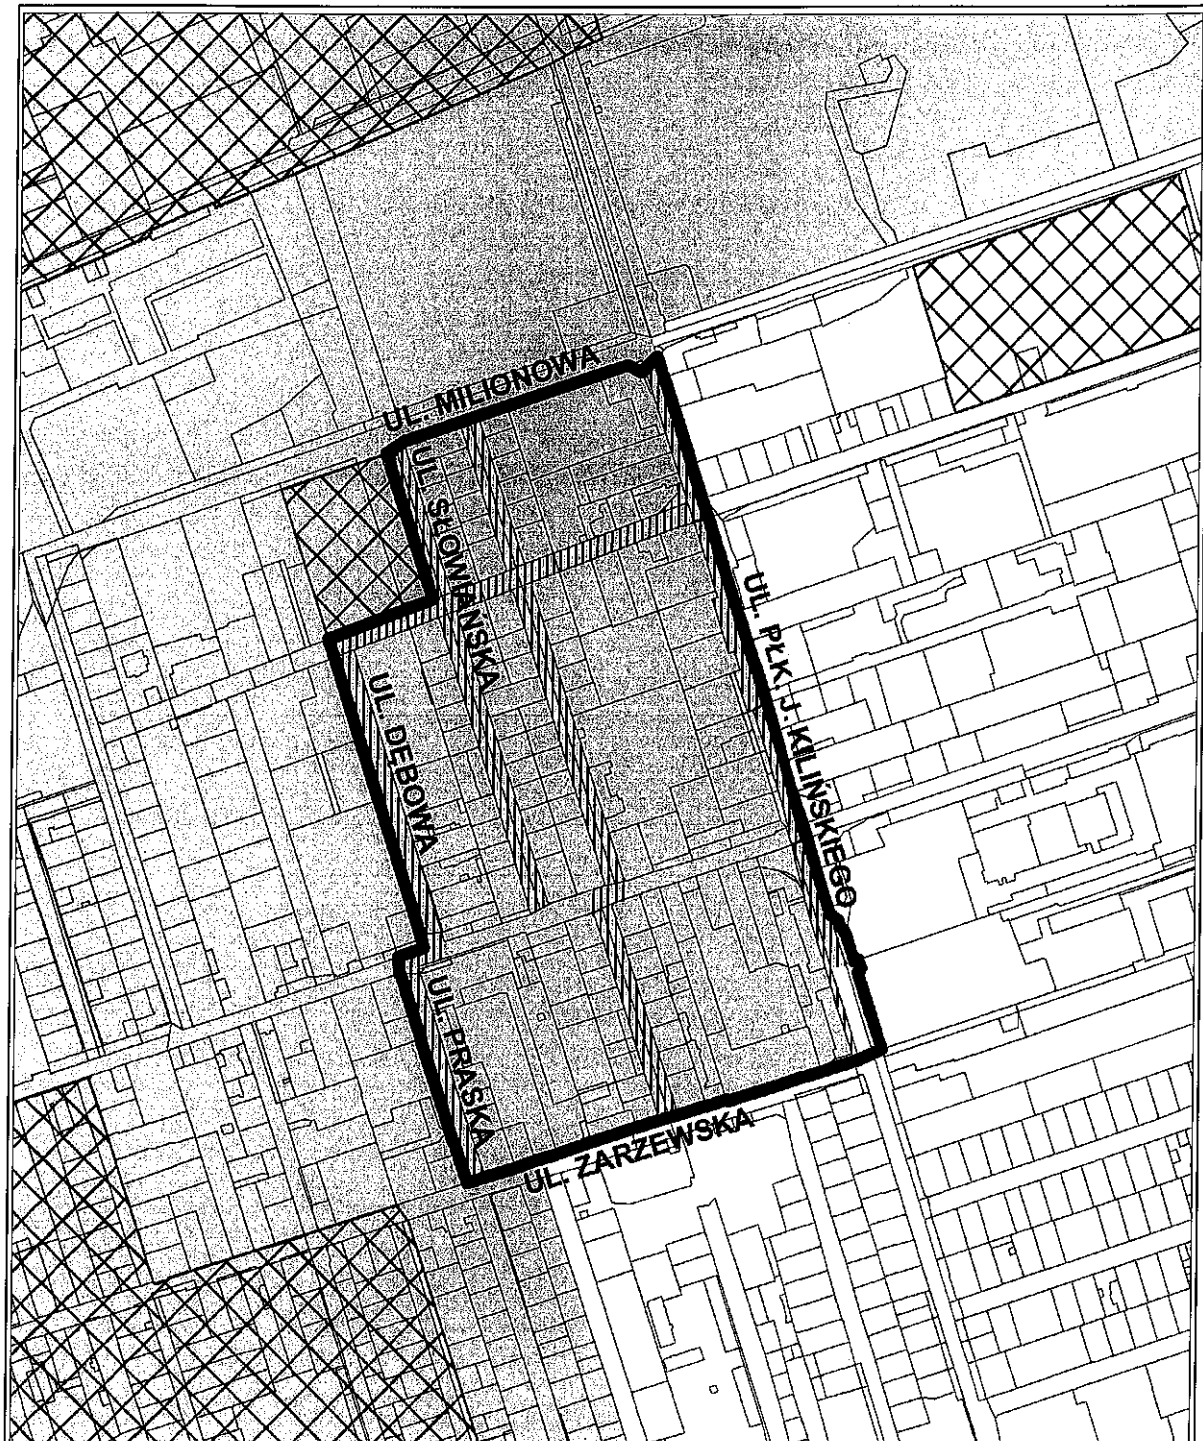 UL. MILIONOWA
UL. SŁOWIAŃSKA
UL. PŁK. J. KILIŃSKIEGO
UL. DĘBOWA
UL. PRASKA
UL. ZARZEWSKA